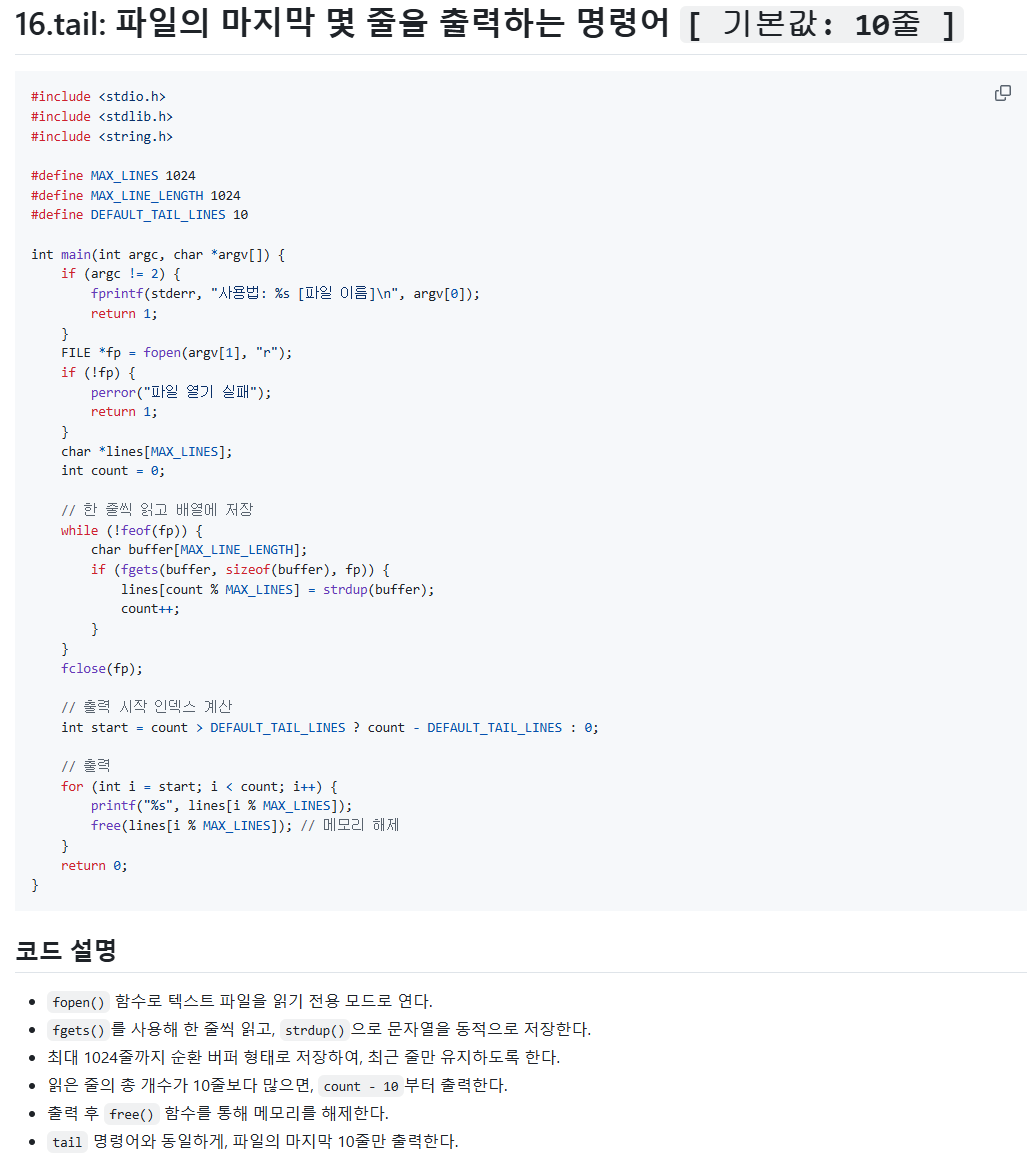 16.tail: 파일의 마지막 몇 줄을 출력하는 명령어 [ 기본값: 10줄 ]
#include <stdio.h>
#include <stdlib.h>
#include <string.h>
#define MAX_LINES 1024
#define MAX_LINE_LENGTH 1024
#define DEFAULT_TAIL_LINES 10
int main(int argc, char *argv[]) {
    if (argc != 2) {
        fprintf(stderr, "사용법: %s [파일 이름]\n", argv[0]);
        return 1;
    }
    FILE *fp = fopen(argv[1], "r");
    if (!fp) {
        perror("파일 열기 실패");
        return 1;
    }
    char *lines[MAX_LINES];
    int count = 0;
    // 한 줄씩 읽고 배열에 저장
    while (!feof(fp)) {
        char buffer[MAX_LINE_LENGTH];
        if (fgets(buffer, sizeof(buffer), fp)) {
            lines[count % MAX_LINES] = strdup(buffer);
            count++;
        }
    }
    fclose(fp);
    // 출력 시작 인덱스 계산
    int start = count > DEFAULT_TAIL_LINES ? count - DEFAULT_TAIL_LINES : 0;
    // 출력
    for (int i = start; i < count; i++) {
        printf("%s", lines[i % MAX_LINES]);
        free(lines[i % MAX_LINES]); // 메모리 해제
    }
    return 0;
}
코드 설명
• fopen() 함수로 텍스트 파일을 읽기 전용 모드로 연다.
• fgets()를 사용해 한 줄씩 읽고, strdup()으로 문자열을 동적으로 저장한다.
• 최대 1024줄까지 순환 버퍼 형태로 저장하여, 최근 줄만 유지하도록 한다.
• 읽은 줄의 총 개수가 10줄보다 많으면, count - 10부터 출력한다.
• 출력 후 free() 함수를 통해 메모리를 해제한다.
• tail 명령어와 동일하게, 파일의 마지막 10줄만 출력한다.